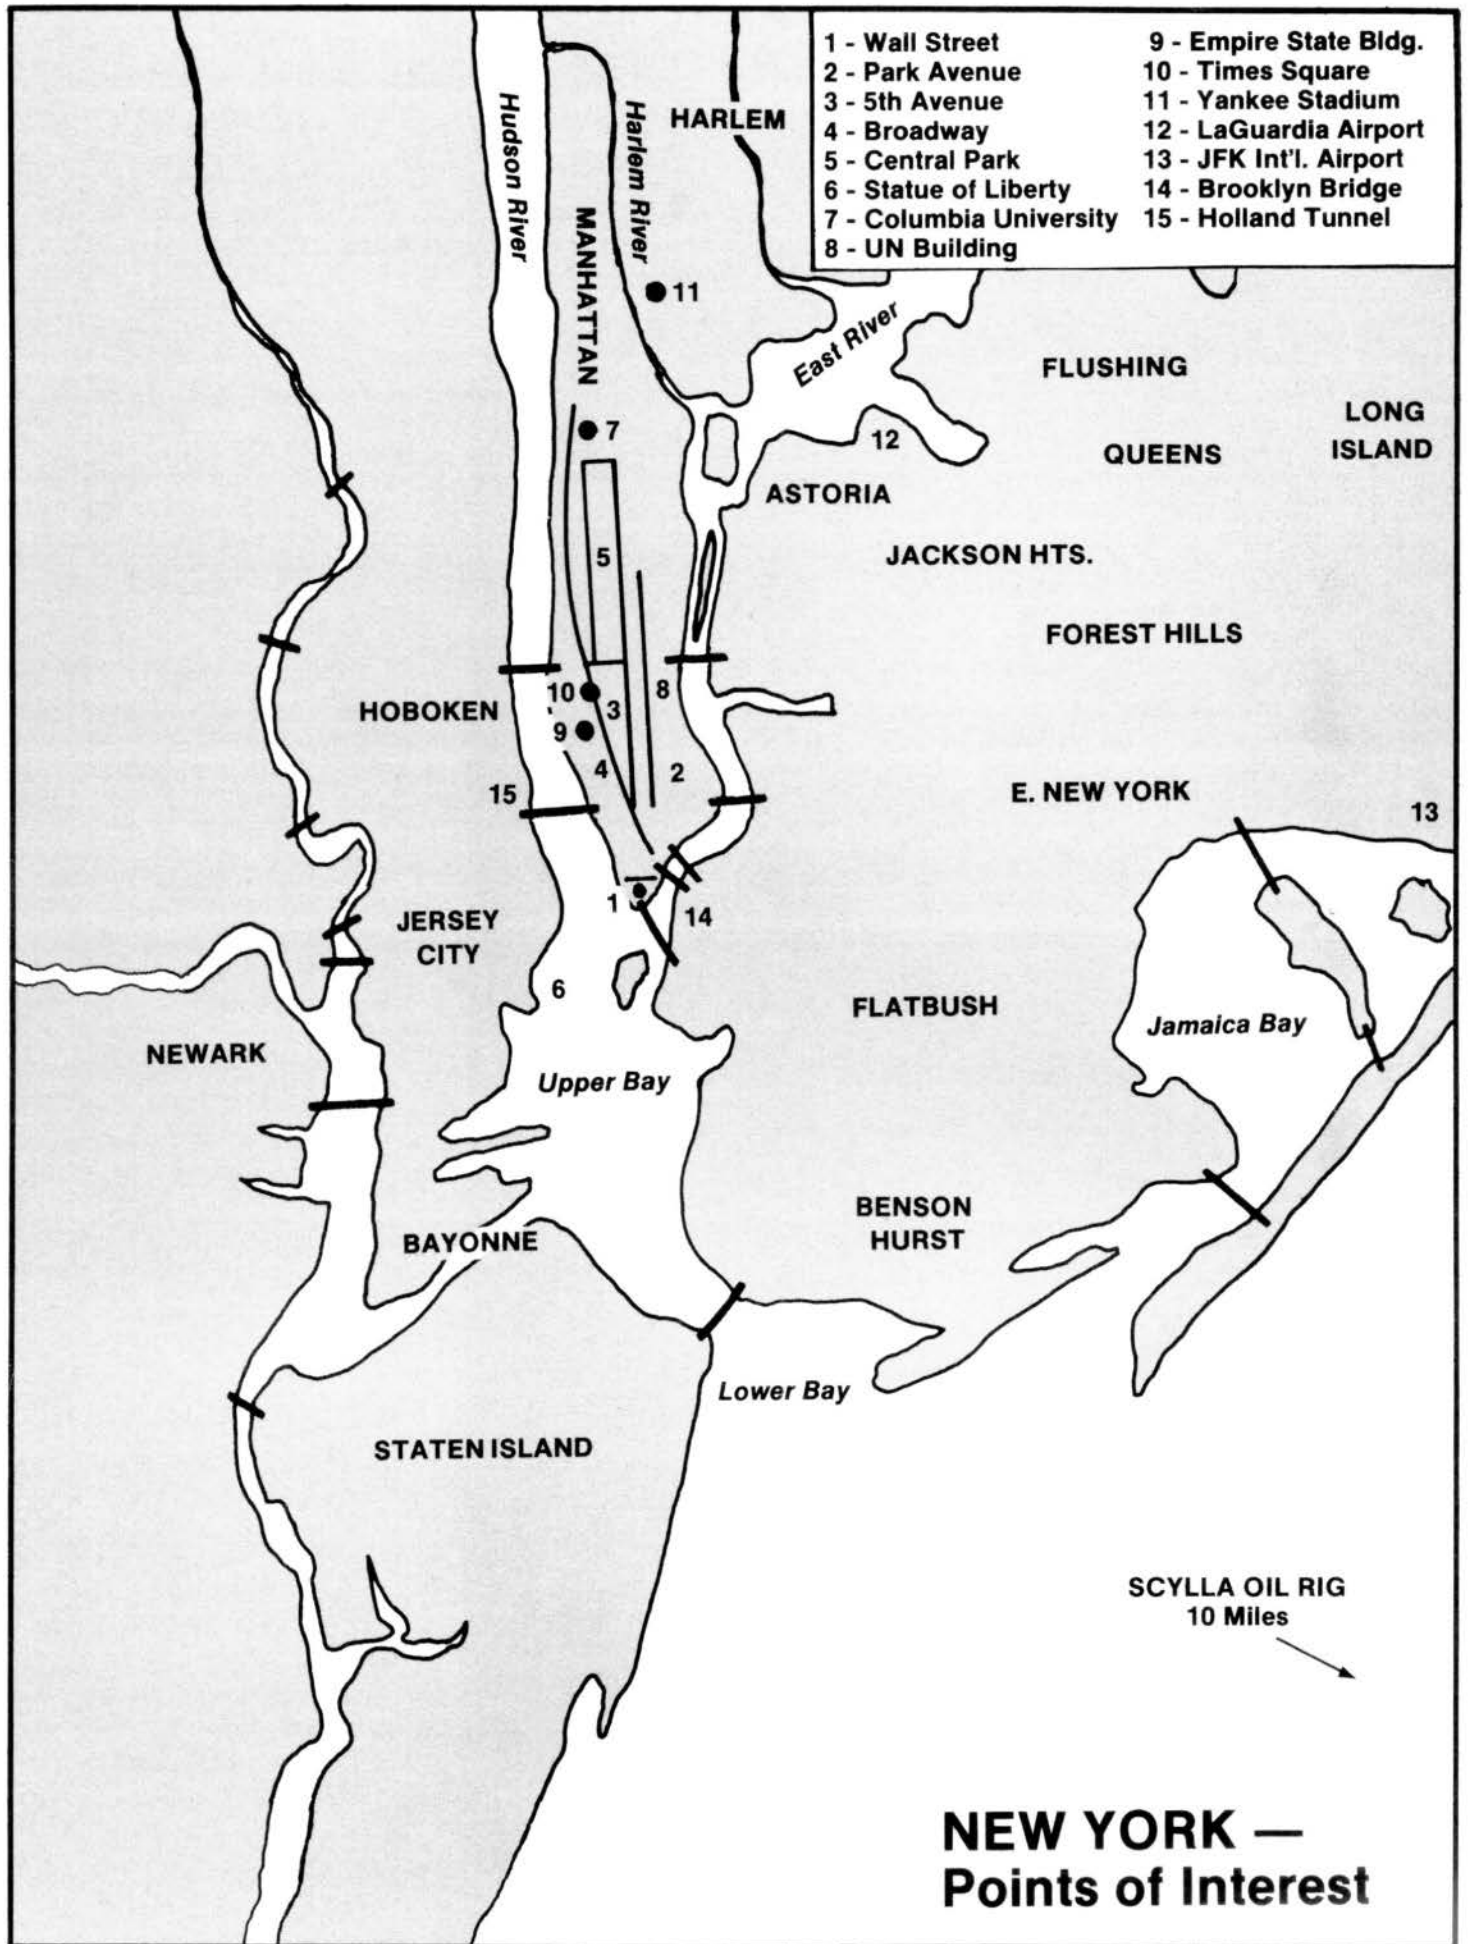 1 - Wall Street
2 - Park Avenue
3 - 5th Avenue
4 - Broadway
5 - Central Park
6 - Statue of Liberty
7 - Columbia University
8 - UN Building
9 - Empire State Bldg.
10 - Times Square
11 - Yankee Stadium
12 - LaGuardia Airport
13 - JFK Int'l. Airport
14 - Brooklyn Bridge
15 - Holland Tunnel
Hudson River
Harlem River
HARLEM
MANHATTAN
11
East River
FLUSHING
LONG
ISLAND
7
12
QUEENS
ASTORIA
5
JACKSON HTS.
FOREST HILLS
10
8
HOBOKEN
3
9
4
2
15
E. NEW YORK
13
1
14
JERSEY
CITY
6
FLATBUSH
Jamaica Bay
NEWARK
Upper Bay
BENSON
HURST
BAYONNE
Lower Bay
STATEN ISLAND
SCYLLA OIL RIG
10 Miles
NEW YORK —
Points of Interest